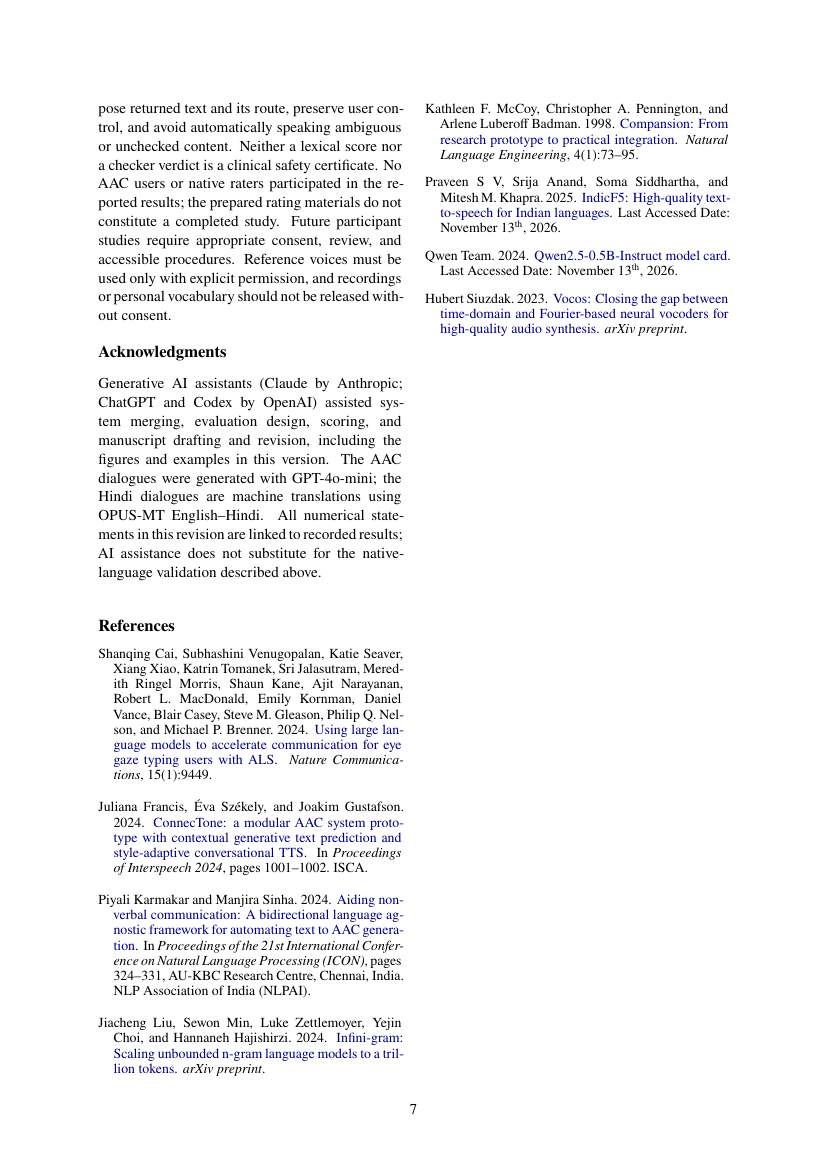 pose returned text and its route, preserve user con-
trol, and avoid automatically speaking ambiguous
or unchecked content. Neither a lexical score nor
a checker verdict is a clinical safety certificate. No
AAC users or native raters participated in the re-
ported results; the prepared rating materials do not
constitute a completed study. Future participant
studies require appropriate consent, review, and
accessible procedures. Reference voices must be
used only with explicit permission, and recordings
or personal vocabulary should not be released with-
out consent.
Acknowledgments
Generative AI assistants (Claude by Anthropic;
ChatGPT and Codex by OpenAI) assisted sys-
tem merging, evaluation design, scoring, and
manuscript drafting and revision, including the
figures and examples in this version. The AAC
dialogues were generated with GPT-4o-mini; the
Hindi dialogues are machine translations using
OPUS-MT English–Hindi. All numerical state-
ments in this revision are linked to recorded results;
AI assistance does not substitute for the native-
language validation described above.
References
Shanqing Cai, Subhashini Venugopalan, Katie Seaver,
Xiang Xiao, Katrin Tomanek, Sri Jalasutram, Mered-
ith Ringel Morris, Shaun Kane, Ajit Narayanan,
Robert L. MacDonald, Emily Kornman, Daniel
Vance, Blair Casey, Steve M. Gleason, Philip Q. Nel-
son, and Michael P. Brenner. 2024. Using large lan-
guage models to accelerate communication for eye
gaze typing users with ALS. Nature Communica-
tions, 15(1):9449.
Juliana Francis, Éva Székely, and Joakim Gustafson.
2024. ConnecTone: a modular AAC system proto-
type with contextual generative text prediction and
style-adaptive conversational TTS. In Proceedings
of Interspeech 2024, pages 1001–1002. ISCA.
Piyali Karmakar and Manjira Sinha. 2024. Aiding non-
verbal communication: A bidirectional language ag-
nostic framework for automating text to AAC genera-
tion. In Proceedings of the 21st International Confer-
ence on Natural Language Processing (ICON), pages
324–331, AU-KBC Research Centre, Chennai, India.
NLP Association of India (NLPAI).
Jiacheng Liu, Sewon Min, Luke Zettlemoyer, Yejin
Choi, and Hannaneh Hajishirzi. 2024. Infini-gram:
Scaling unbounded n-gram language models to a tril-
lion tokens. arXiv preprint.
Kathleen F. McCoy, Christopher A. Pennington, and
Arlene Luberoff Badman. 1998. Compansion: From
research prototype to practical integration. Natural
Language Engineering, 4(1):73–95.
Praveen S V, Srija Anand, Soma Siddhartha, and
Mitesh M. Khapra. 2025. IndicF5: High-quality text-
to-speech for Indian languages. Last Accessed Date:
November 13th, 2026.
Qwen Team. 2024. Qwen2.5-0.5B-Instruct model card.
Last Accessed Date: November 13th, 2026.
Hubert Siuzdak. 2023. Vocos: Closing the gap between
time-domain and Fourier-based neural vocoders for
high-quality audio synthesis. arXiv preprint.
7